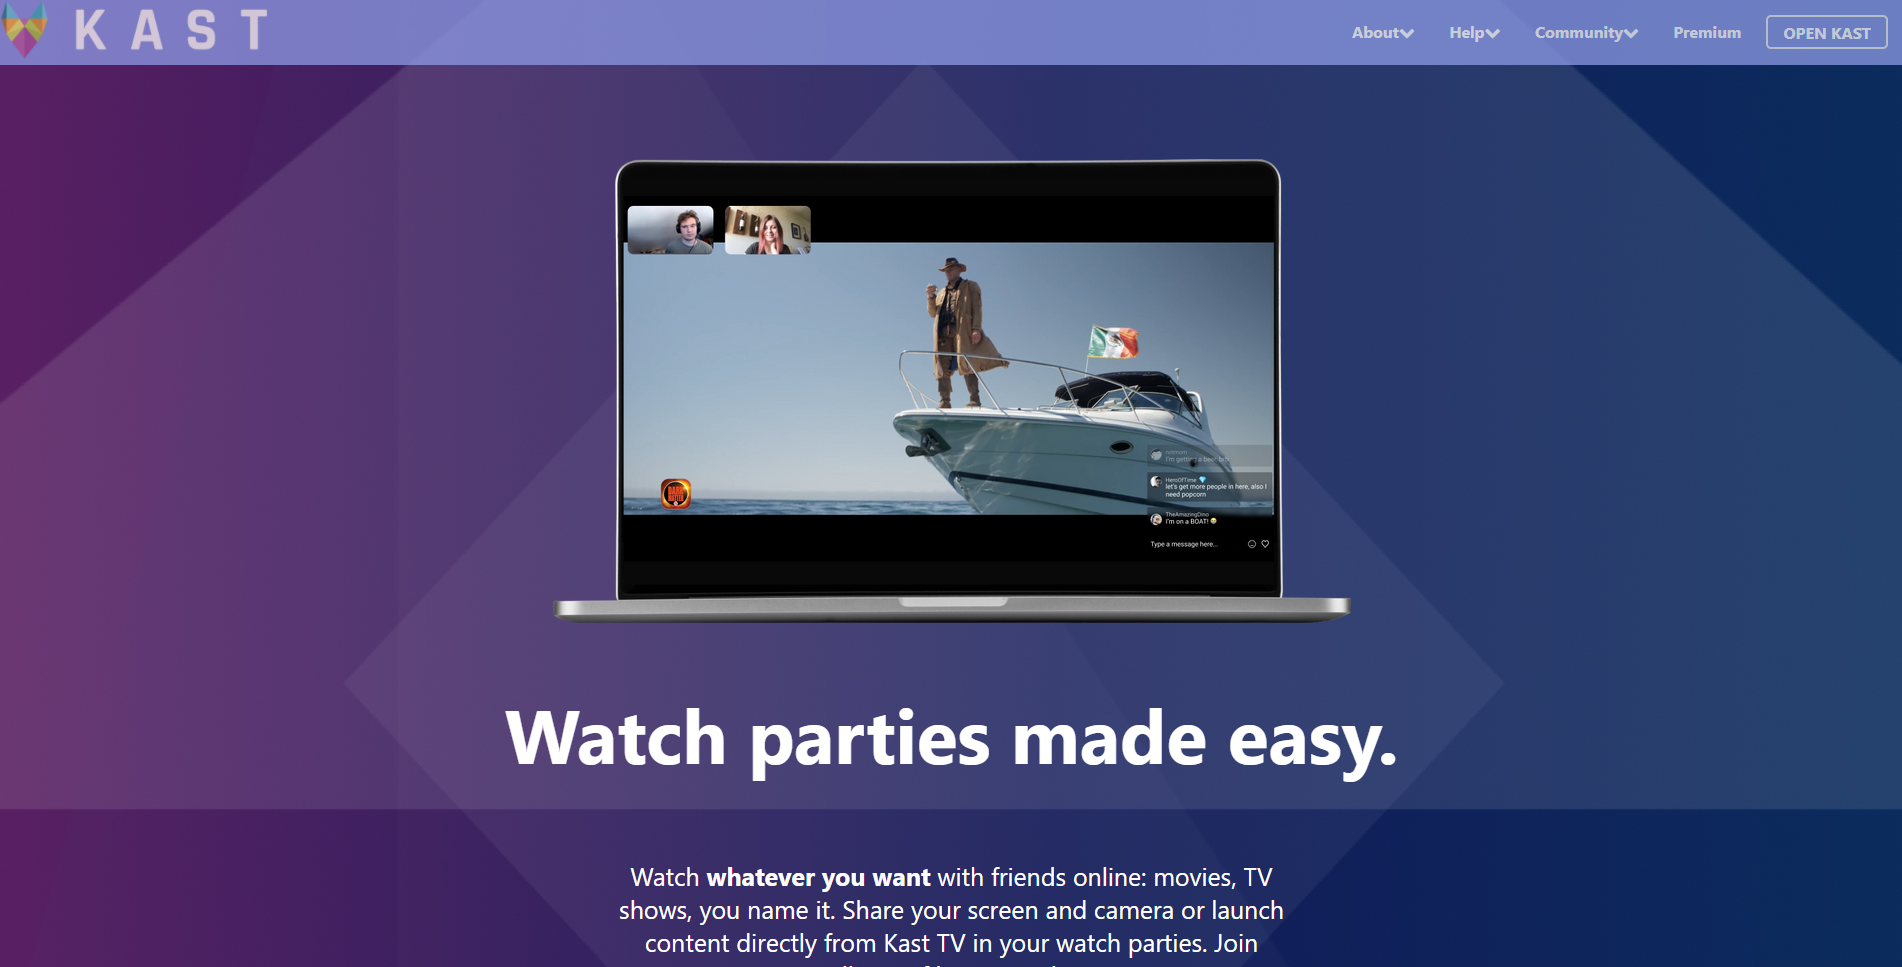 KAST
About
Help
Community
Premium
OPEN KAST
DARK MATTER
I'm getting a beer brb
HeroOfTime
let's get more people in here, also I
need popcorn
TheAmazingDino
I'm on a BOAT!
Type a message here...
Watch parties made easy.
Watch whatever you want with friends online: movies, TV
shows, you name it. Share your screen and camera or launch
content directly from Kast TV in your watch parties. Join